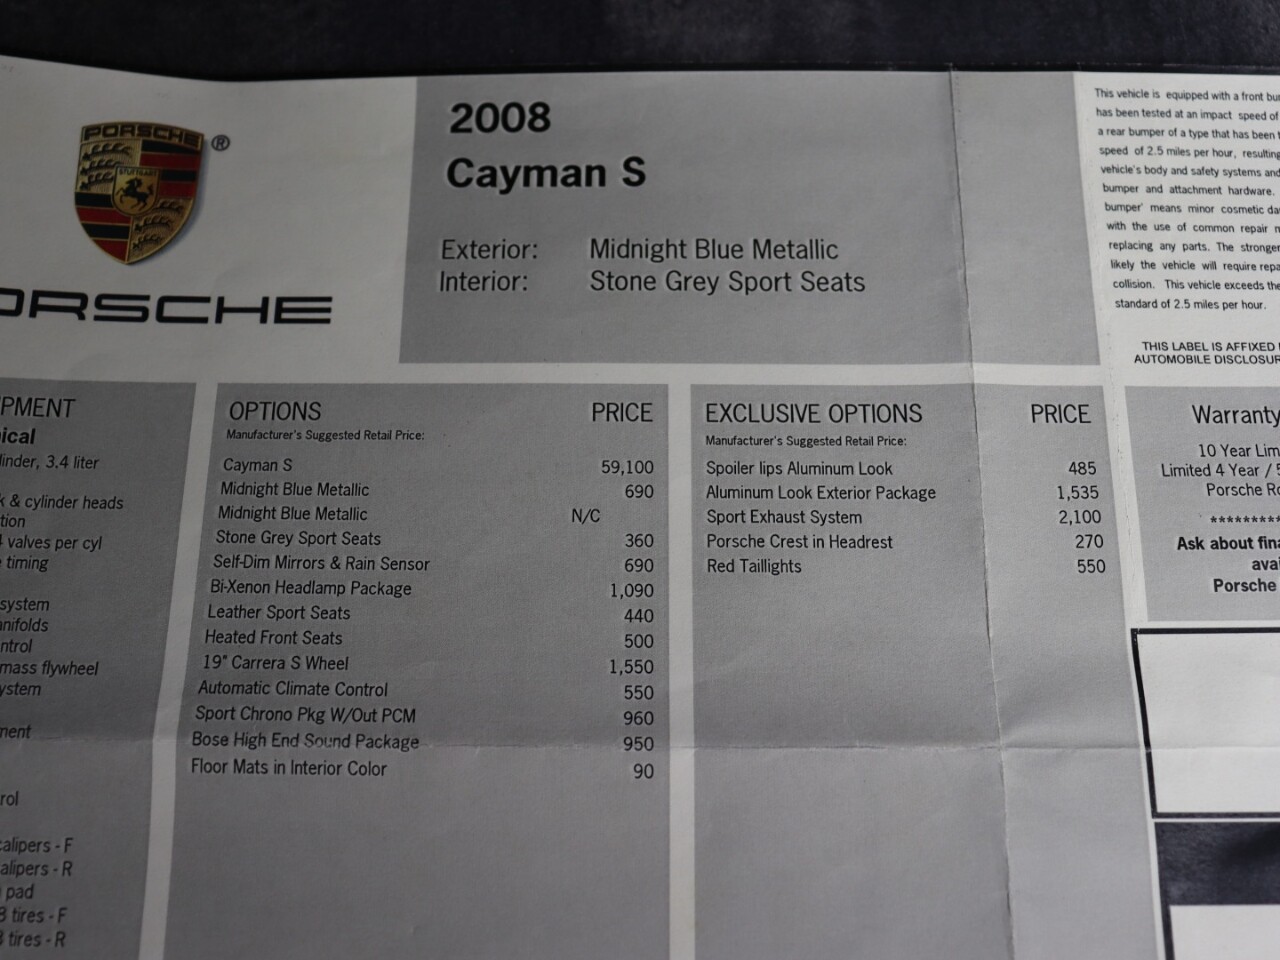 PORSCHE
STUTTGART
®
ORSCHE
2008
Cayman S
Exterior: Midnight Blue Metallic
Interior: Stone Grey Sport Seats
This vehicle is equipped with a front
has been tested at an impact speed of
a rear bumper of a type that has been
speed of 2.5 miles per hour, resulting
vehicle's body and safety systems and
bumper and attachment hardware.
bumper' means minor cosmetic
with the use of common repair
replacing any parts. The stronger
likely the vehicle will require
collision. This vehicle exceeds the
standard of 2.5 miles per hour.
THIS LABEL IS AFFIXED
AUTOMOBILE DISCLOSUR
PMENT
ical
linder, 3.4 liter
k & cylinder heads
tion
4 valves per cyl
e timing
system
anifolds
ntrol
mass flywheel
ystem
ment
rol
calipers - F
alipers - R
pad
8 tires - F
8 tires - R
OPTIONS PRICE
Manufacturer's Suggested Retail Price:
Cayman S 59,100
Midnight Blue Metallic 690
Midnight Blue Metallic N/C
Stone Grey Sport Seats 360
Self-Dim Mirrors & Rain Sensor 690
Bi-Xenon Headlamp Package 1,090
Leather Sport Seats 440
Heated Front Seats 500
19" Carrera S Wheel 1,550
Automatic Climate Control 550
Sport Chrono Pkg W/Out PCM 960
Bose High End Sound Package 950
Floor Mats in Interior Color 90
EXCLUSIVE OPTIONS PRICE
Manufacturer's Suggested Retail Price:
Spoiler lips Aluminum Look 485
Aluminum Look Exterior Package 1,535
Sport Exhaust System 2,100
Porsche Crest in Headrest 270
Red Taillights 550
Warranty
10 Year Lim
Limited 4 Year / 5
Porsche Ro
*********
Ask about fina
avai
Porsche